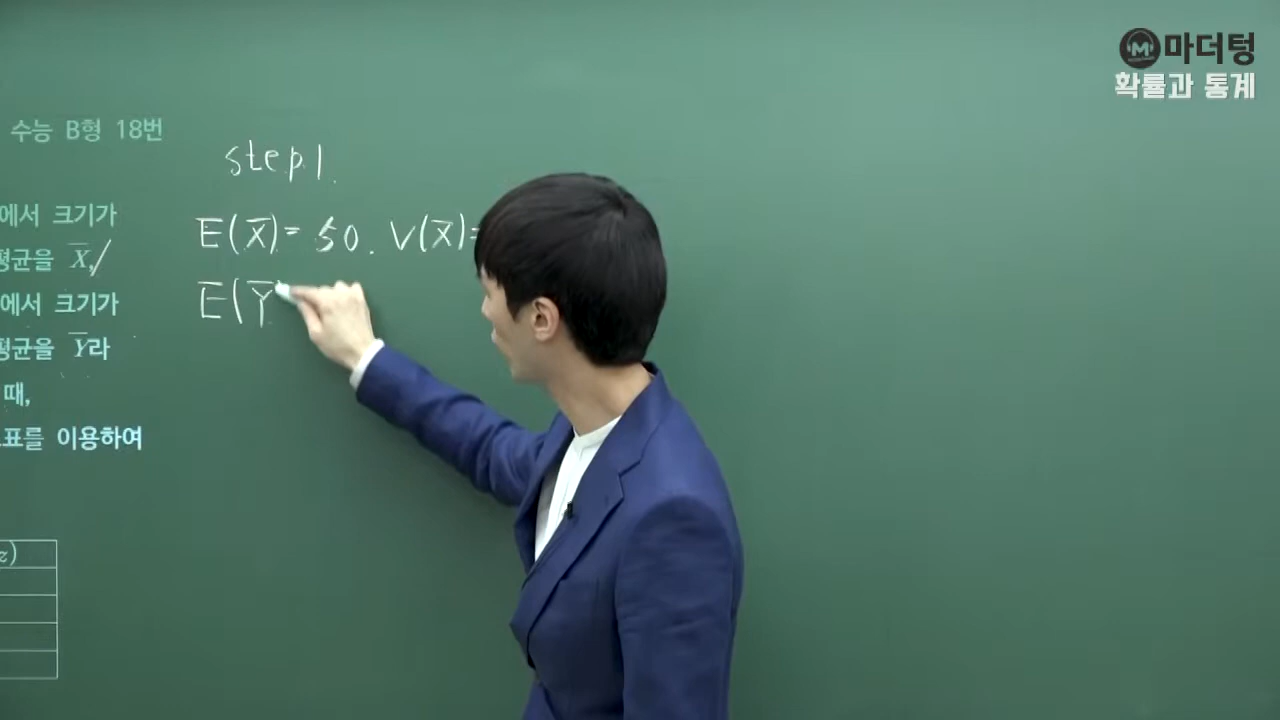 마더텅
확률과 통계
수능 B형 18번
에서 크기가
평균을 X̄,
에서 크기가
평균을 Ȳ라
때,
표를 이용하여
z)
step1.
E(X̄)= 50. V(X̄)=
E(Ȳ